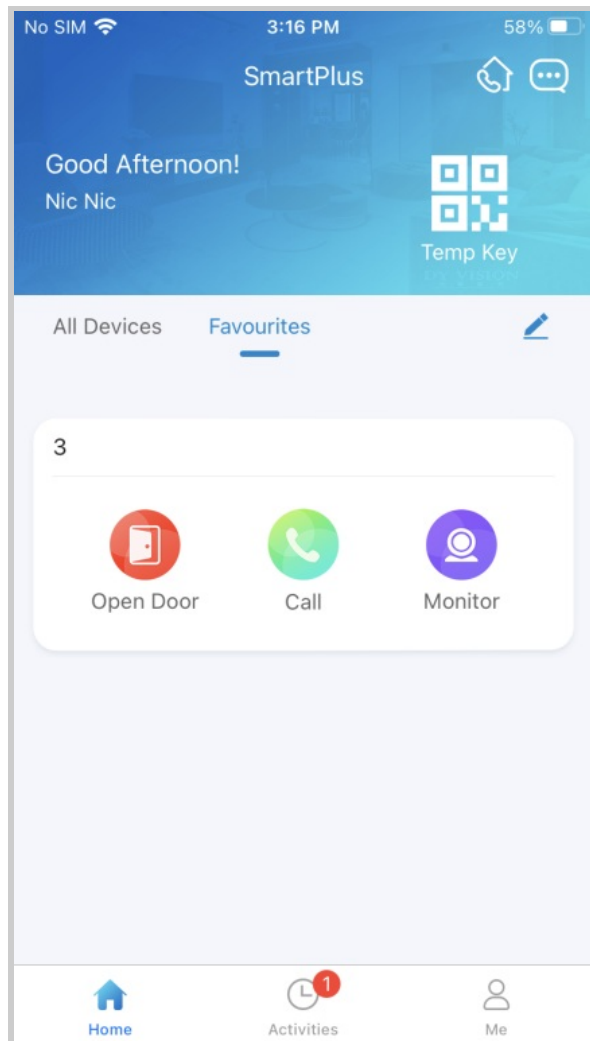 No SIM 3:16 PM 58%
SmartPlus
Good Afternoon!
Nic Nic
Temp Key
All Devices Favourites
3
Open Door Call Monitor
1
Home Activities Me